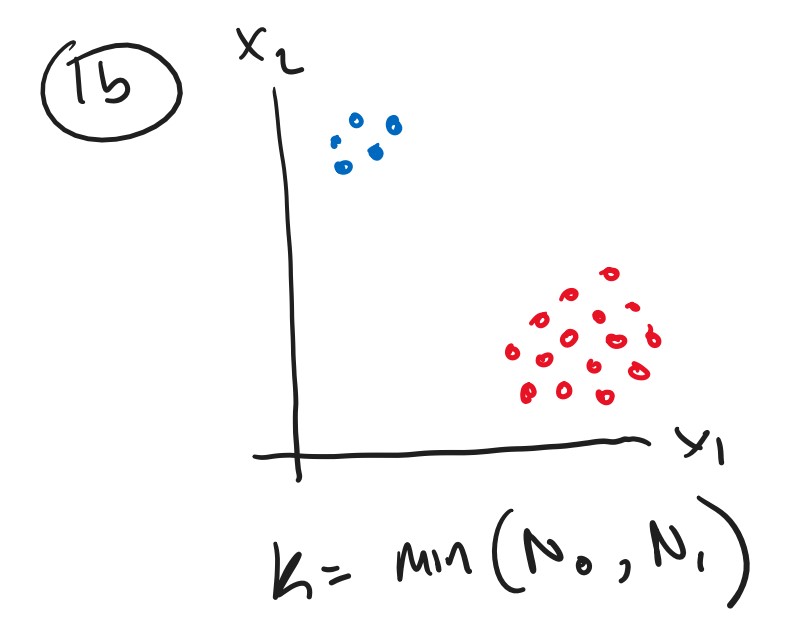 1b
x₂
x₁
K = min (N₀, N₁)